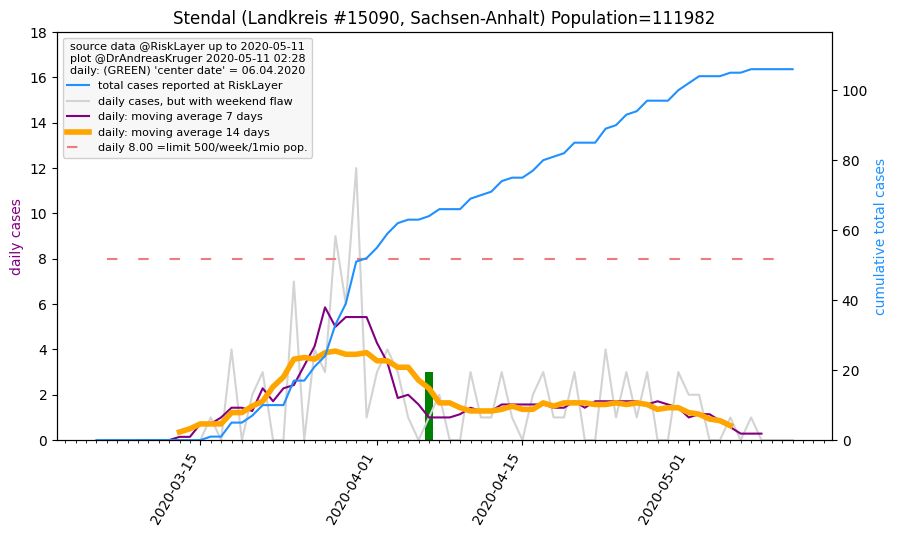 Stendal (Landkreis #15090, Sachsen-Anhalt) Population=111982
source data @RiskLayer up to 2020-05-11
plot @DrAndreasKruger 2020-05-11 02:28
daily: (GREEN) 'center date' = 06.04.2020
total cases reported at RiskLayer
daily cases, but with weekend flaw
daily: moving average 7 days
daily: moving average 14 days
daily 8.00 =limit 500/week/1mio pop.
daily cases
18
16
14
12
10
8
6
4
2
0
cumulative total cases
100
80
60
40
20
0
2020-03-15
2020-04-01
2020-04-15
2020-05-01